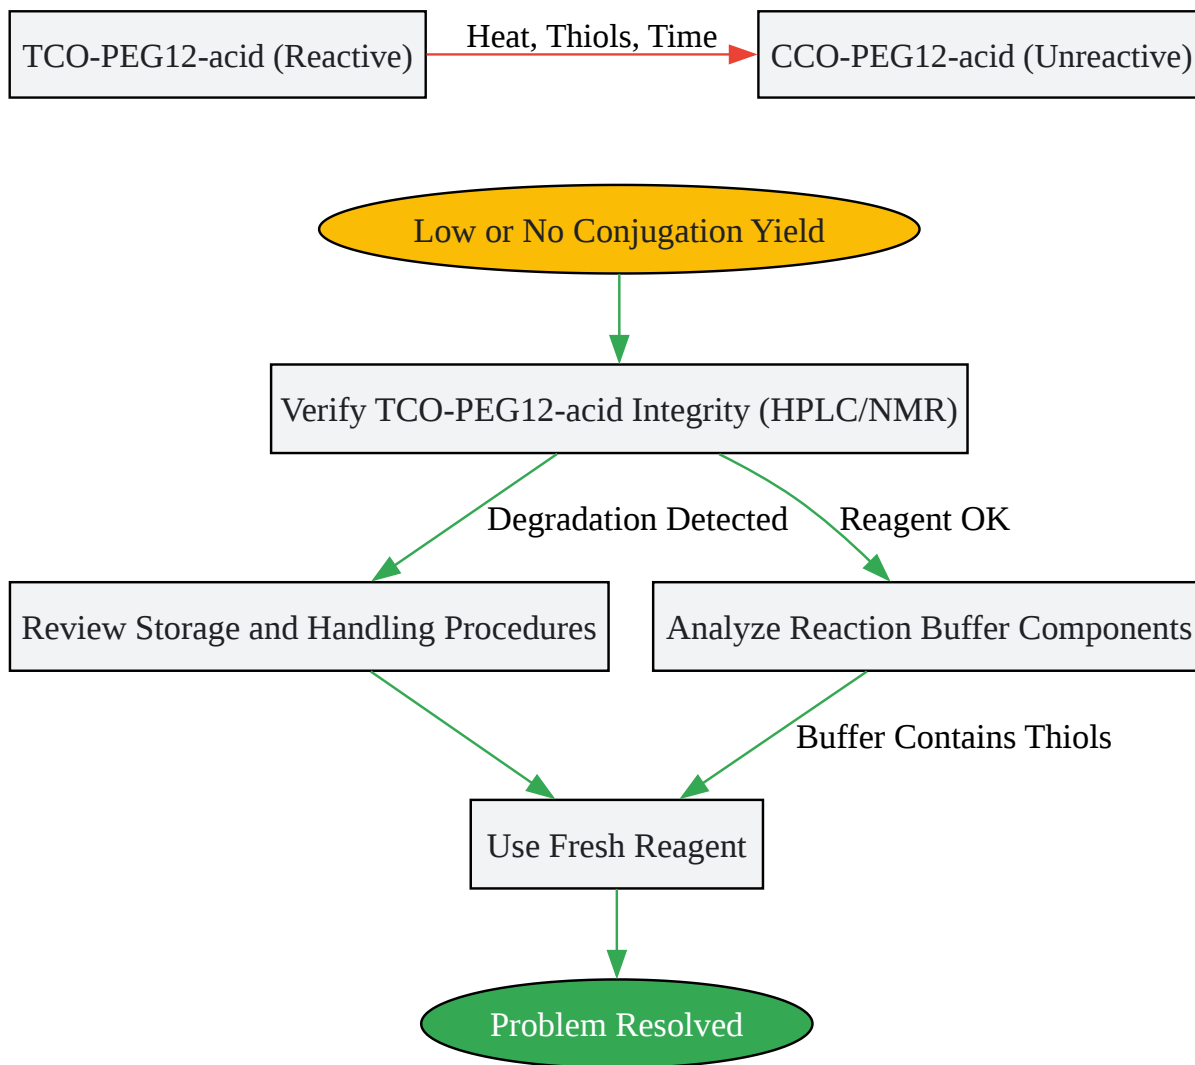 TCO-PEG12-acid (Reactive)
Heat, Thiols, Time
CCO-PEG12-acid (Unreactive)
Low or No Conjugation Yield
Verify TCO-PEG12-acid Integrity (HPLC/NMR)
Degradation Detected
Reagent OK
Review Storage and Handling Procedures
Analyze Reaction Buffer Components
Buffer Contains Thiols
Use Fresh Reagent
Problem Resolved